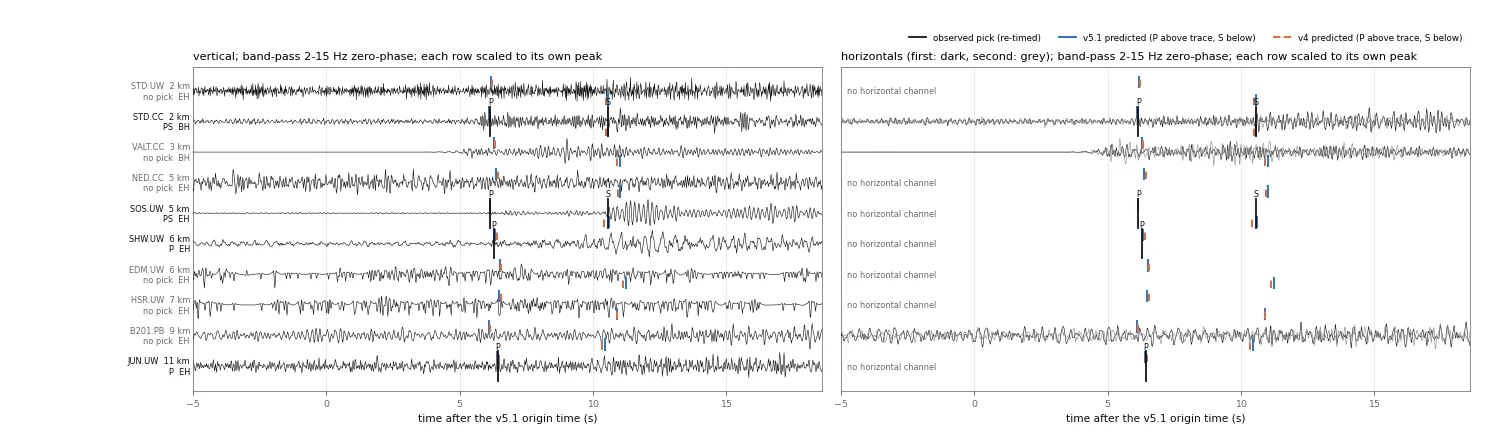 observed pick (re-timed) v5.1 predicted (P above trace, S below) v4 predicted (P above trace, S below)
vertical; band-pass 2-15 Hz zero-phase; each row scaled to its own peak
horizontals (first: dark, second: grey); band-pass 2-15 Hz zero-phase; each row scaled to its own peak
STD.UW 2 km
no pick EH
STD.CC 2 km
PS BH
VALT.CC 3 km
no pick BH
NED.CC 5 km
no pick EH
SOS.UW 5 km
PS EH
SHW.UW 6 km
P EH
EDM.UW 6 km
no pick EH
HSR.UW 7 km
no pick EH
B201.PB 9 km
no pick EH
JUN.UW 11 km
P EH
P S
P S
P
P
−5 0 5 10 15
time after the v5.1 origin time (s)
no horizontal channel
P S
no horizontal channel
P S
no horizontal channel
P
no horizontal channel
no horizontal channel
no horizontal channel
P
no horizontal channel
−5 0 5 10 15
time after the v5.1 origin time (s)